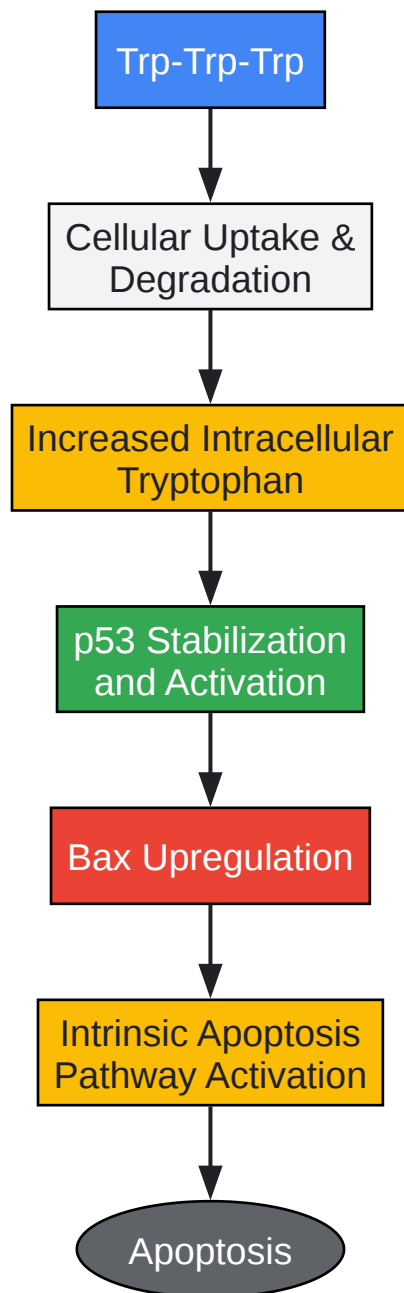 Trp-Trp-Trp
Cellular Uptake &
Degradation
Increased Intracellular
Tryptophan
p53 Stabilization
and Activation
Bax Upregulation
Intrinsic Apoptosis
Pathway Activation
Apoptosis